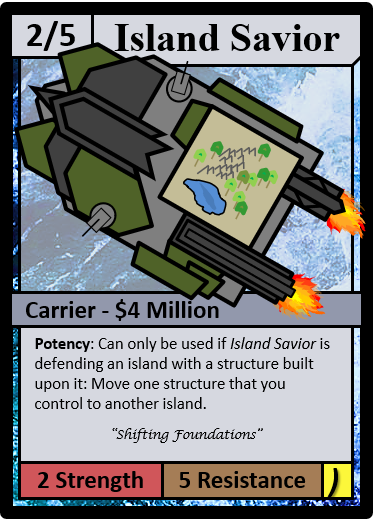 2/5 Island Savior
Carrier - $4 Million
Potency: Can only be used if Island Savior is
defending an island with a structure built
upon it: Move one structure that you
control to another island.
“Shifting Foundations”
2 Strength 5 Resistance )